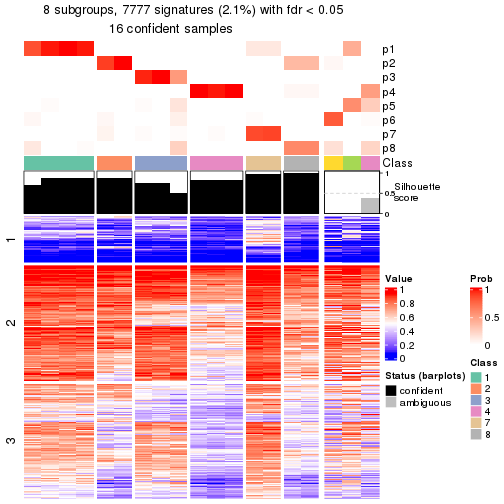 8 subgroups, 7777 signatures (2.1%) with fdr < 0.05
16 confident samples
p1
p2
p3
p4
p5
p6
p7
p8
Class
1
0.5
0
Silhouette
score
1
2
3
Value
1
0.8
0.6
0.4
0.2
0
Prob
1
0.5
0
Status (barplots)
confident
ambiguous
Class
1
2
3
4
7
8